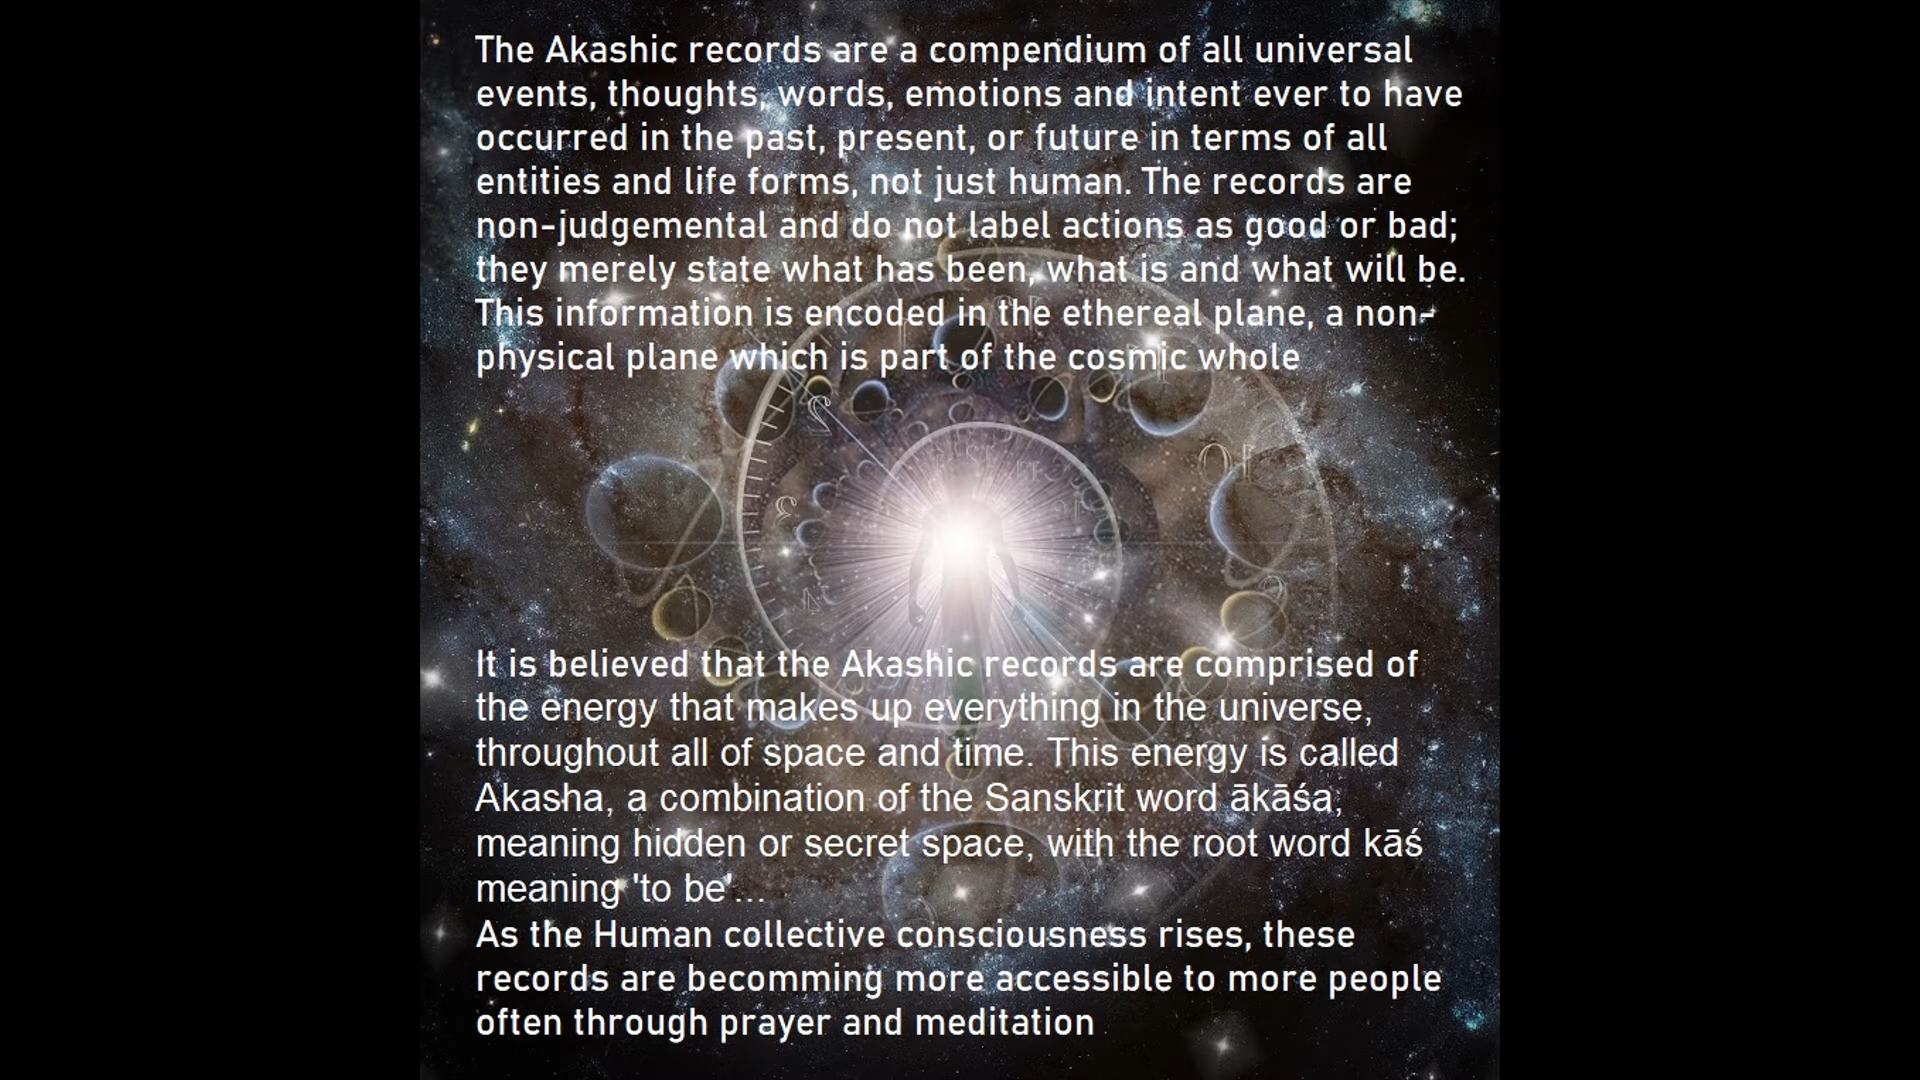 The Akashic records are a compendium of all universal
events, thoughts, words, emotions and intent ever to have
occurred in the past, present, or future in terms of all
entities and life forms, not just human. The records are
non-judgemental and do not label actions as good or bad;
they merely state what has been, what is and what will be.
This information is encoded in the ethereal plane, a non-
physical plane which is part of the cosmic whole
It is believed that the Akashic records are comprised of
the energy that makes up everything in the universe,
throughout all of space and time. This energy is called
Akasha, a combination of the Sanskrit word ākāśa,
meaning hidden or secret space, with the root word kāś
meaning 'to be'...
As the Human collective consciousness rises, these
records are becomming more accessible to more people
often through prayer and meditation